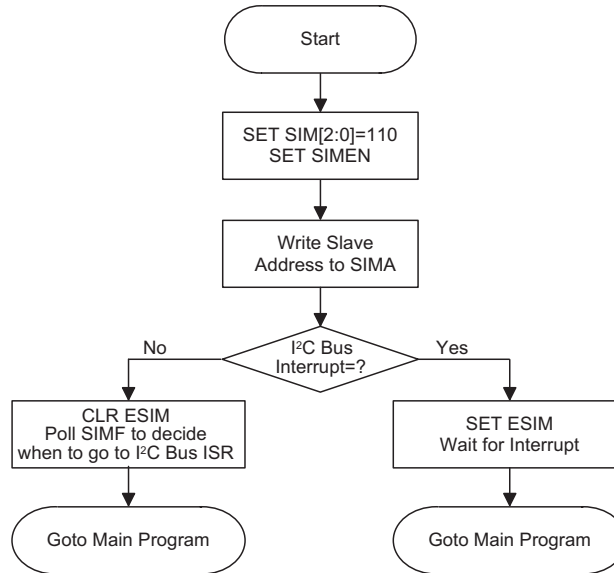 Start
SET SIM[2:0]=110
SET SIMEN
Write Slave
Address to SIMA
I²C Bus
Interrupt=?
No
Yes
CLR ESIM
Poll SIMF to decide
when to go to I²C Bus ISR
SET ESIM
Wait for Interrupt
Goto Main Program
Goto Main Program